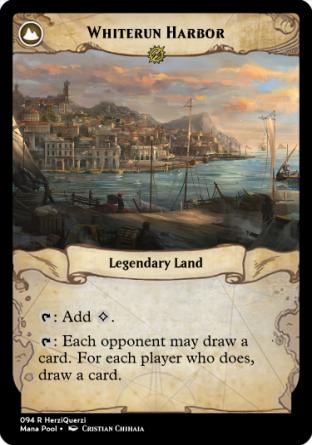 Whiterun Harbor
Legendary Land
: Add .
: Each opponent may draw a
card. For each player who does,
draw a card.
094 R HerziQuerzi
Mana Pool • Cristian Chihaia